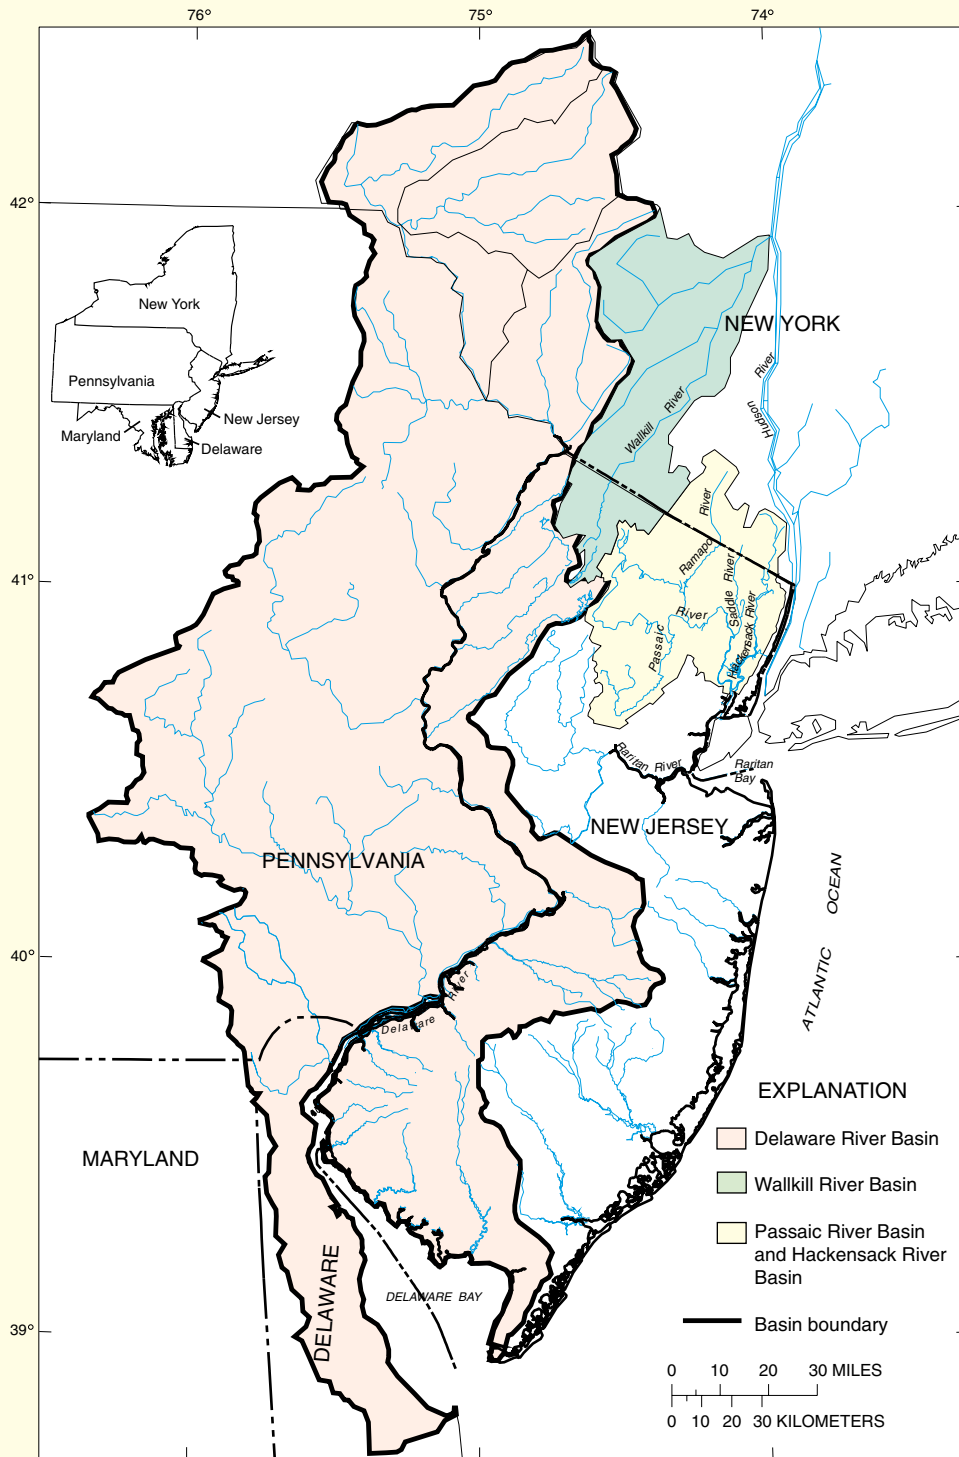 76°
75°
74°
42°
41°
40°
39°
New York
Pennsylvania
New Jersey
Maryland
Delaware
NEW YORK
Hudson
River
Wallkill
River
Ramapo
River
Saddle River
Hackensack River
Passaic
River
Raritan River
Raritan
Bay
NEW JERSEY
PENNSYLVANIA
ATLANTIC OCEAN
Delaware
River
MARYLAND
DELAWARE
DELAWARE BAY
EXPLANATION
Delaware River Basin
Wallkill River Basin
Passaic River Basin
and Hackensack River
Basin
Basin boundary
0 10 20 30 MILES
0 10 20 30 KILOMETERS